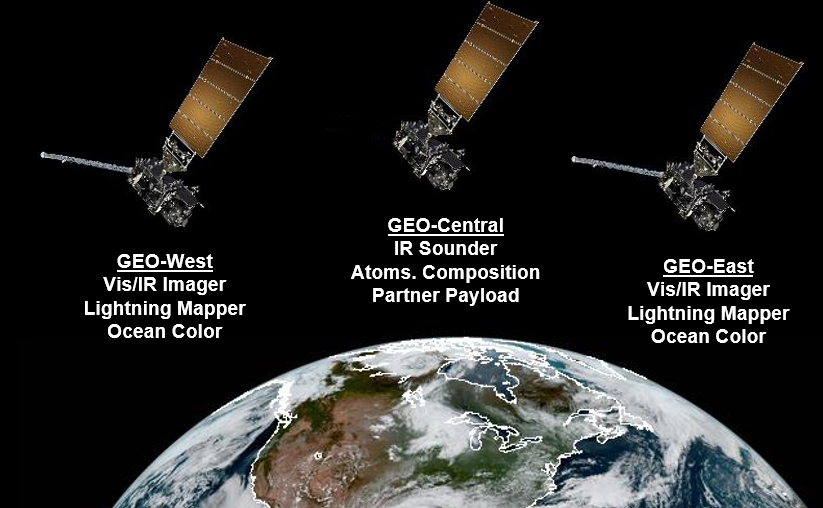 GEO-West
Vis/IR Imager
Lightning Mapper
Ocean Color
GEO-Central
IR Sounder
Atoms. Composition
Partner Payload
GEO-East
Vis/IR Imager
Lightning Mapper
Ocean Color